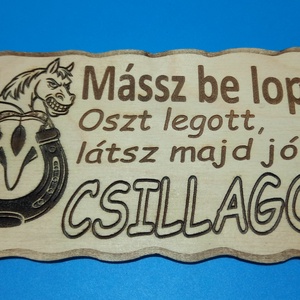 Mássz be lop
Oszt legott,
látsz majd jó
CSILLAGO